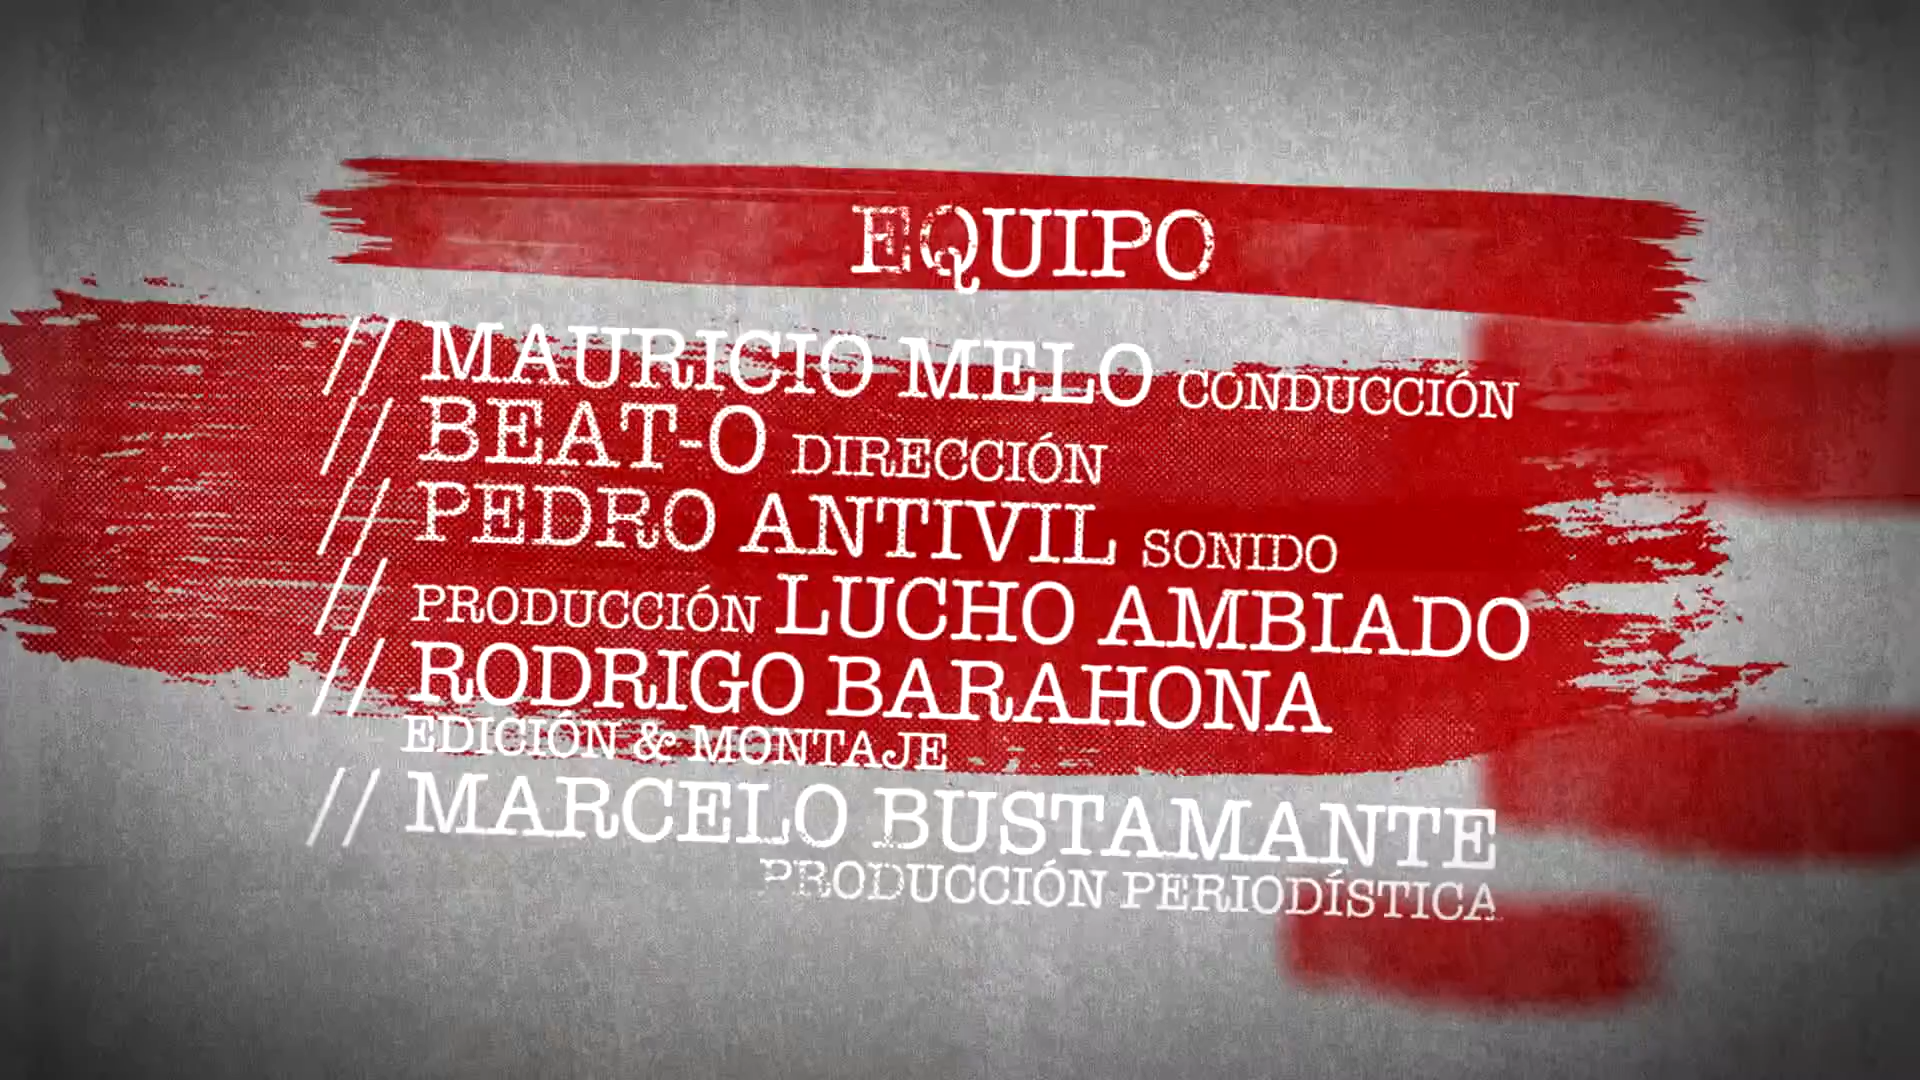 EQUIPO
// MAURICIO MELO CONDUCCIÓN
// BEAT-O DIRECCIÓN
// PEDRO ANTIVIL SONIDO
// PRODUCCIÓN LUCHO AMBIADO
// RODRIGO BARAHONA
EDICIÓN & MONTAJE
// MARCELO BUSTAMANTE
PRODUCCIÓN PERIODÍSTICA